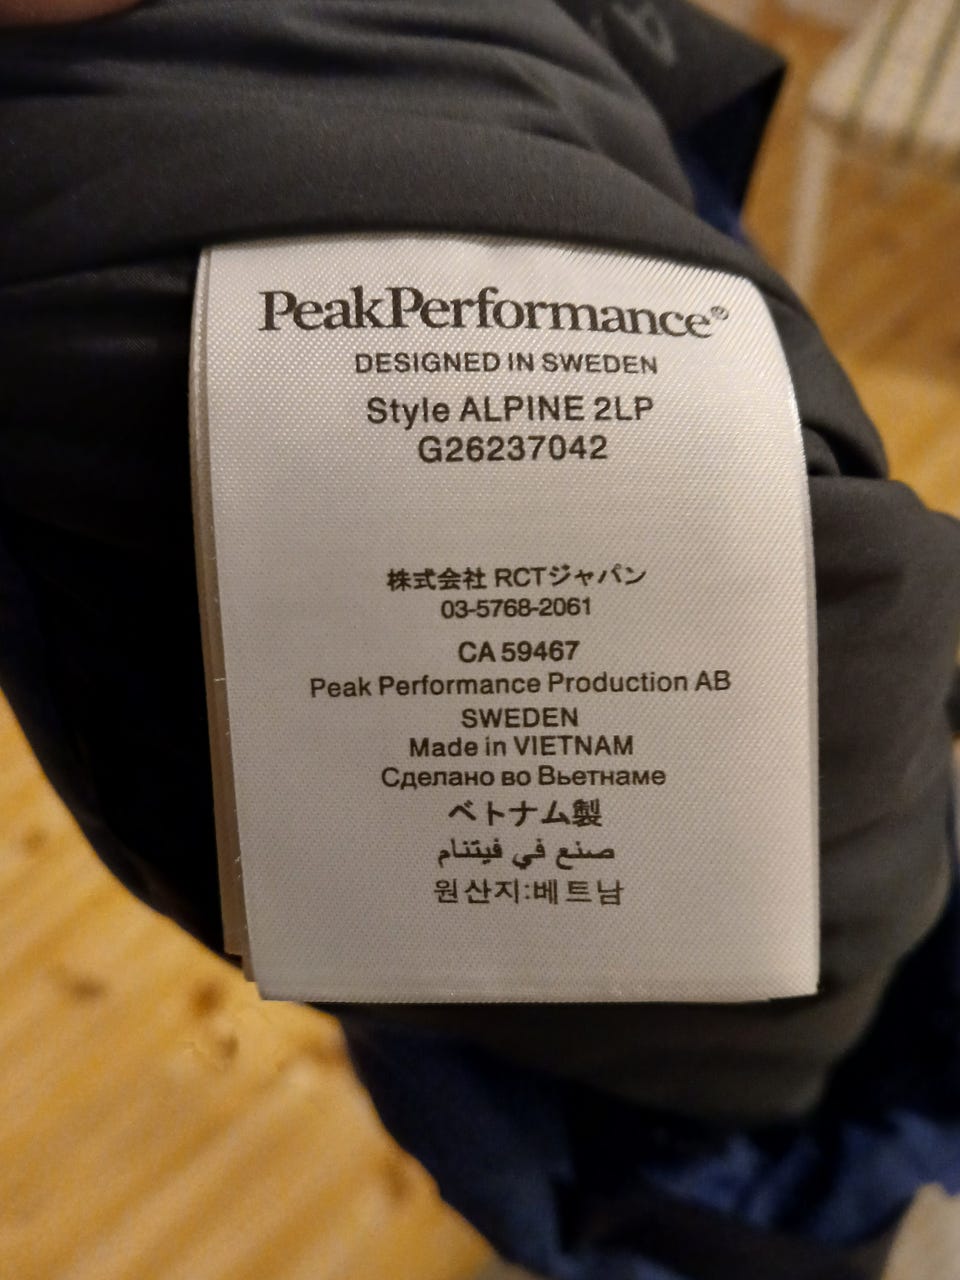 PeakPerformance®
DESIGNED IN SWEDEN
Style ALPINE 2LP
G26237042
株式会社 RCTジャパン
03-5768-2061
CA 59467
Peak Performance Production AB
SWEDEN
Made in VIETNAM
Сделано во Вьетнаме
ベトナム製
صنع في فيتنام
원산지:베트남